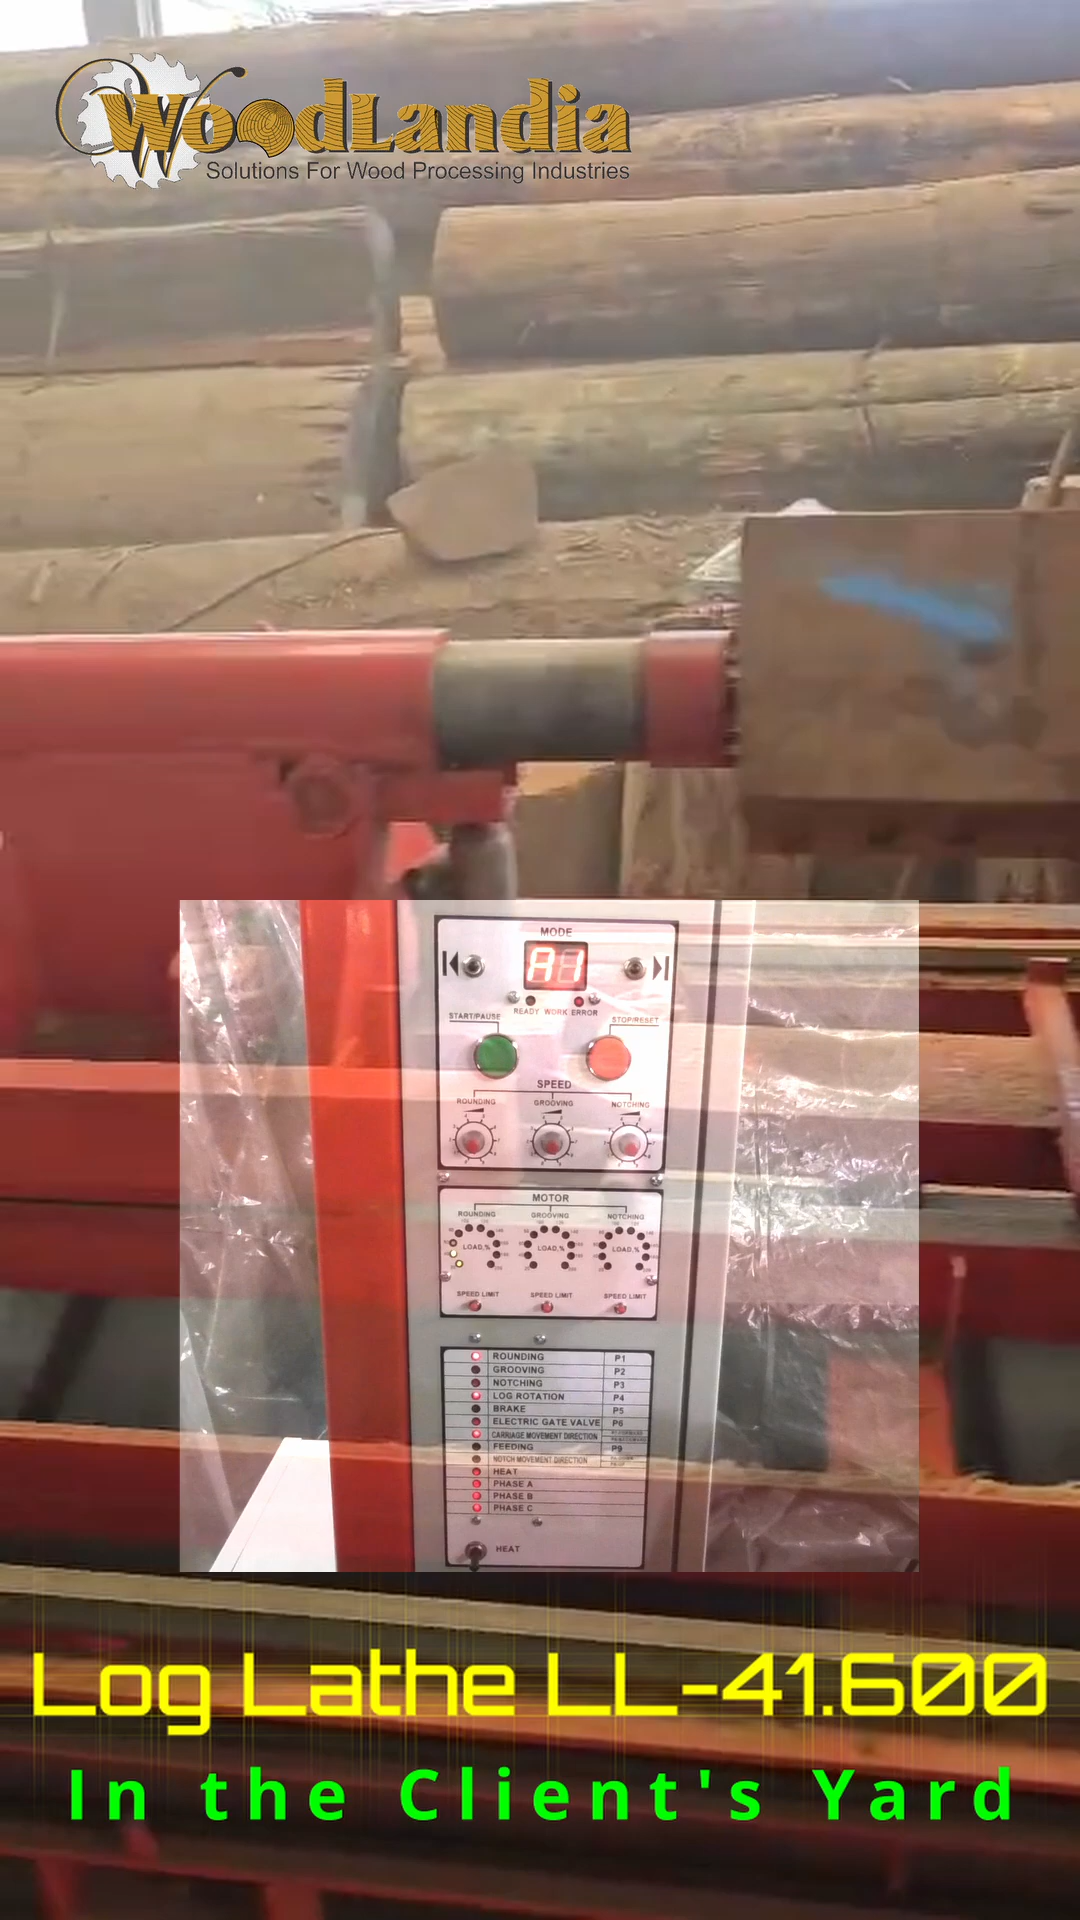 WoodLandia
Solutions For Wood Processing Industries
MODE
A1
READY WORK ERROR
START/PAUSE
STOP/RESET
SPEED
ROUNDING
GROOVING
NOTCHING
MOTOR
ROUNDING
GROOVING
NOTCHING
LOAD,%
LOAD,%
LOAD,%
SPEED LIMIT
SPEED LIMIT
SPEED LIMIT
ROUNDING P1
GROOVING P2
NOTCHING P3
LOG ROTATION P4
BRAKE P5
ELECTRIC GATE VALVE P6
CARRIAGE MOVEMENT DIRECTION
FEEDING P9
NOTCH MOVEMENT DIRECTION
HEAT
PHASE A
PHASE B
PHASE C
HEAT
Log Lathe LL-41.600
In the Client's Yard